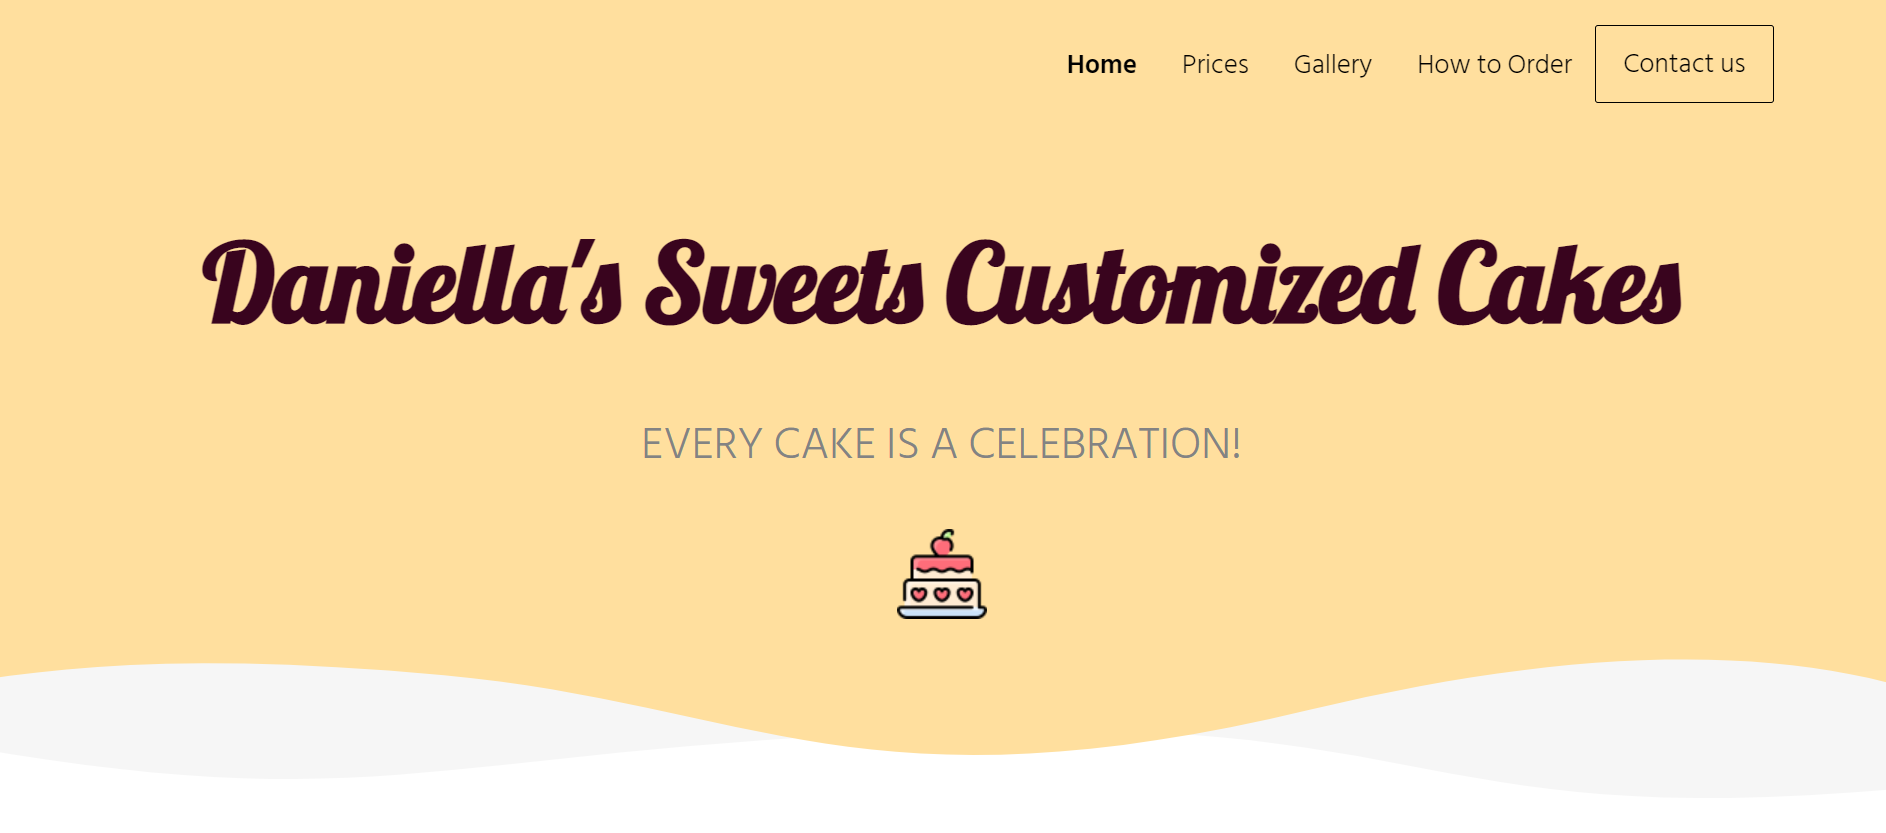 Home Prices Gallery How to Order Contact us
Daniella's Sweets Customized Cakes
EVERY CAKE IS A CELEBRATION!